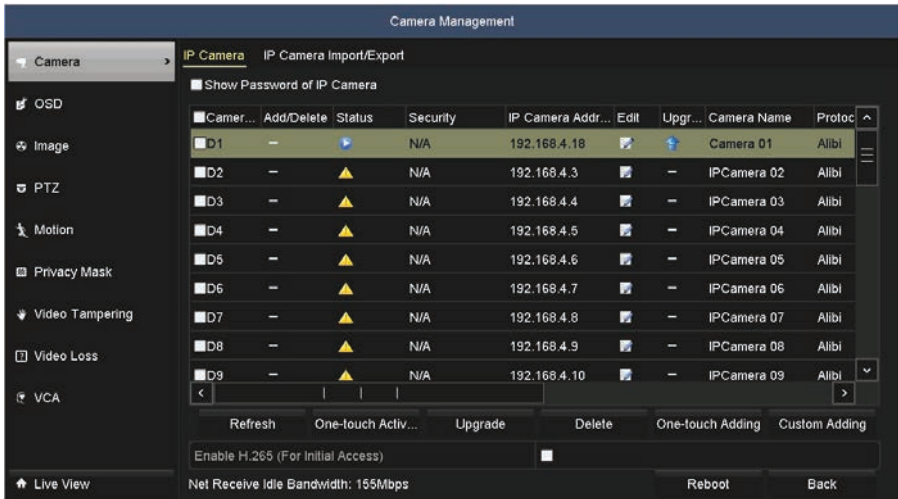 Camera Management
Camera
OSD
Image
PTZ
Motion
Privacy Mask
Video Tampering
Video Loss
VCA
Live View
IP Camera IP Camera Import/Export
Show Password of IP Camera
Camer... Add/Delete Status Security IP Camera Addr... Edit Upgr... Camera Name Protoc
D1 – N/A 192.168.4.18 Camera 01 Alibi
D2 – N/A 192.168.4.3 – IPCamera 02 Alibi
D3 – N/A 192.168.4.4 – IPCamera 03 Alibi
D4 – N/A 192.168.4.5 – IPCamera 04 Alibi
D5 – N/A 192.168.4.6 – IPCamera 05 Alibi
D6 – N/A 192.168.4.7 – IPCamera 06 Alibi
D7 – N/A 192.168.4.8 – IPCamera 07 Alibi
D8 – N/A 192.168.4.9 – IPCamera 08 Alibi
D9 – N/A 192.168.4.10 – IPCamera 09 Alibi
Refresh One-touch Activ... Upgrade Delete One-touch Adding Custom Adding
Enable H.265 (For Initial Access)
Net Receive Idle Bandwidth: 155Mbps Reboot Back